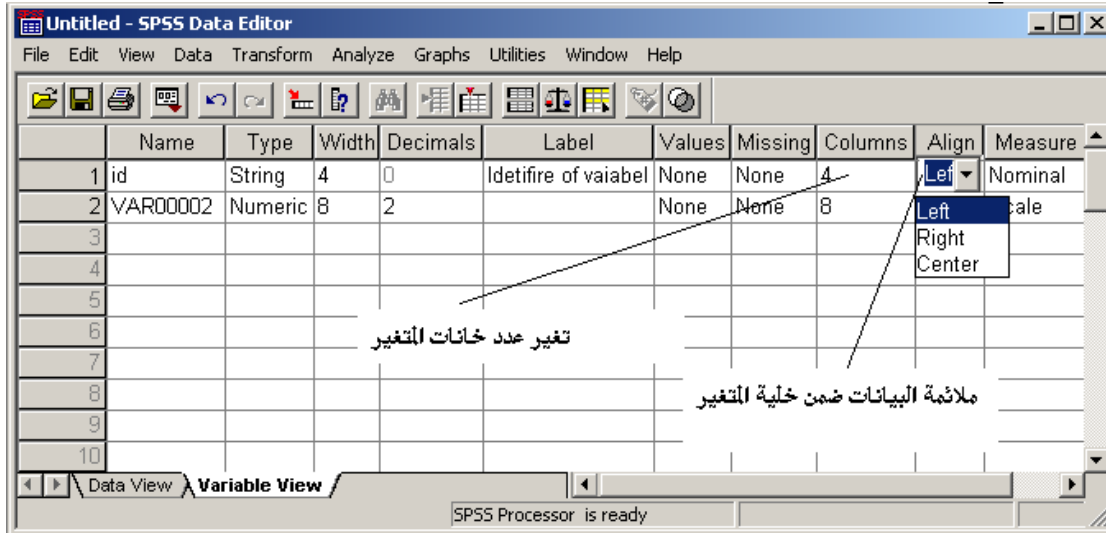 SPSS
Untitled - SPSS Data Editor
File Edit View Data Transform Analyze Graphs Utilities Window Help
Name Type Width Decimals Label Values Missing Columns Align Measure
1 id String 4 0 Idetifire of vaiabel None None 4 Lef Nominal
2 VAR00002 Numeric 8 2 None None 8 Left cale
3 Right
4 Center
5
6 تغير عدد خانات المتغير
7
8 ملائمة البيانات ضمن خلية المتغير
9
10
Data View Variable View
SPSS Processor is ready